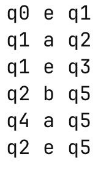 q0 e q1
q1 a q2
q1 e q3
q2 b q5
q4 a q5
q2 e q5